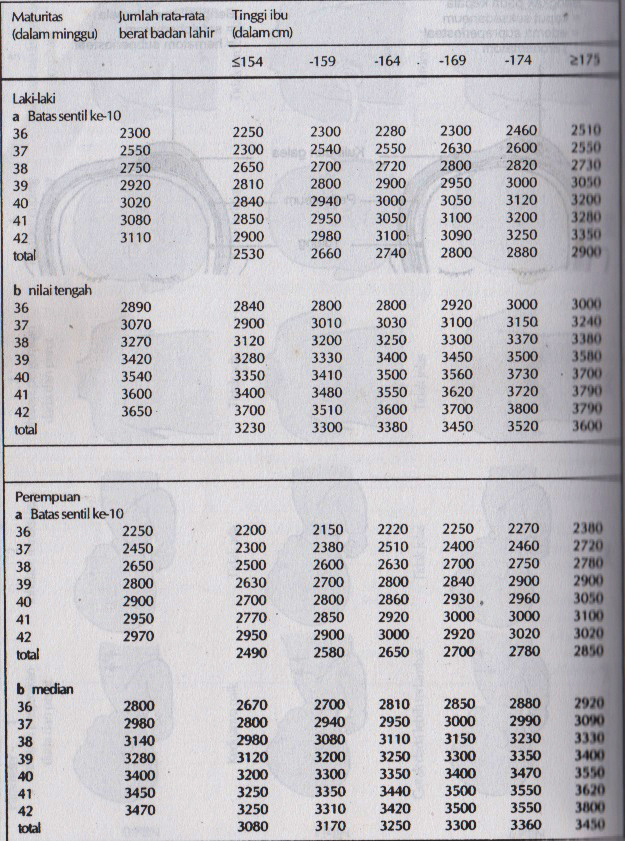 Maturitas Jumlah rata-rata Tinggi ibu
(dalam minggu) berat badan lahir (dalam cm)
≤154 -159 -164 -169 -174 ≥175
Laki-laki
a Batas sentil ke-10
36 2300 2250 2300 2280 2300 2460 2510
37 2550 2300 2540 2550 2630 2600 2550
38 2750 2650 2700 2720 2800 2820 2730
39 2920 2810 2800 2900 2950 3000 3050
40 3020 2840 2940 3000 3050 3120 3200
41 3080 2850 2950 3050 3100 3200 3280
42 3110 2900 2980 3100 3090 3250 3350
total 2530 2660 2740 2800 2880 2900
b nilai tengah
36 2890 2840 2800 2800 2920 3000 3000
37 3070 2900 3010 3030 3100 3150 3240
38 3270 3120 3200 3250 3300 3370 3380
39 3420 3280 3330 3400 3450 3500 3580
40 3540 3350 3410 3500 3560 3730 3700
41 3600 3400 3480 3550 3620 3720 3790
42 3650 3700 3510 3600 3700 3800 3790
total 3230 3300 3380 3450 3520 3600
Perempuan
a Batas sentil ke-10
36 2250 2200 2150 2220 2250 2270 2380
37 2450 2300 2380 2510 2400 2460 2720
38 2650 2500 2600 2630 2700 2750 2780
39 2800 2630 2700 2800 2840 2900 2900
40 2900 2700 2800 2860 2930 2960 3050
41 2950 2770 2850 2920 3000 3000 3100
42 2970 2950 2900 3000 2920 3020 3020
total 2490 2580 2650 2700 2780 2850
b median
36 2800 2670 2700 2810 2850 2880 2920
37 2980 2800 2940 2950 3000 2990 3090
38 3140 2980 3080 3110 3150 3230 3330
39 3280 3120 3200 3250 3300 3350 3400
40 3400 3200 3300 3350 3400 3470 3550
41 3450 3250 3350 3440 3500 3550 3620
42 3470 3250 3310 3420 3500 3550 3800
total 3080 3170 3250 3300 3360 3450